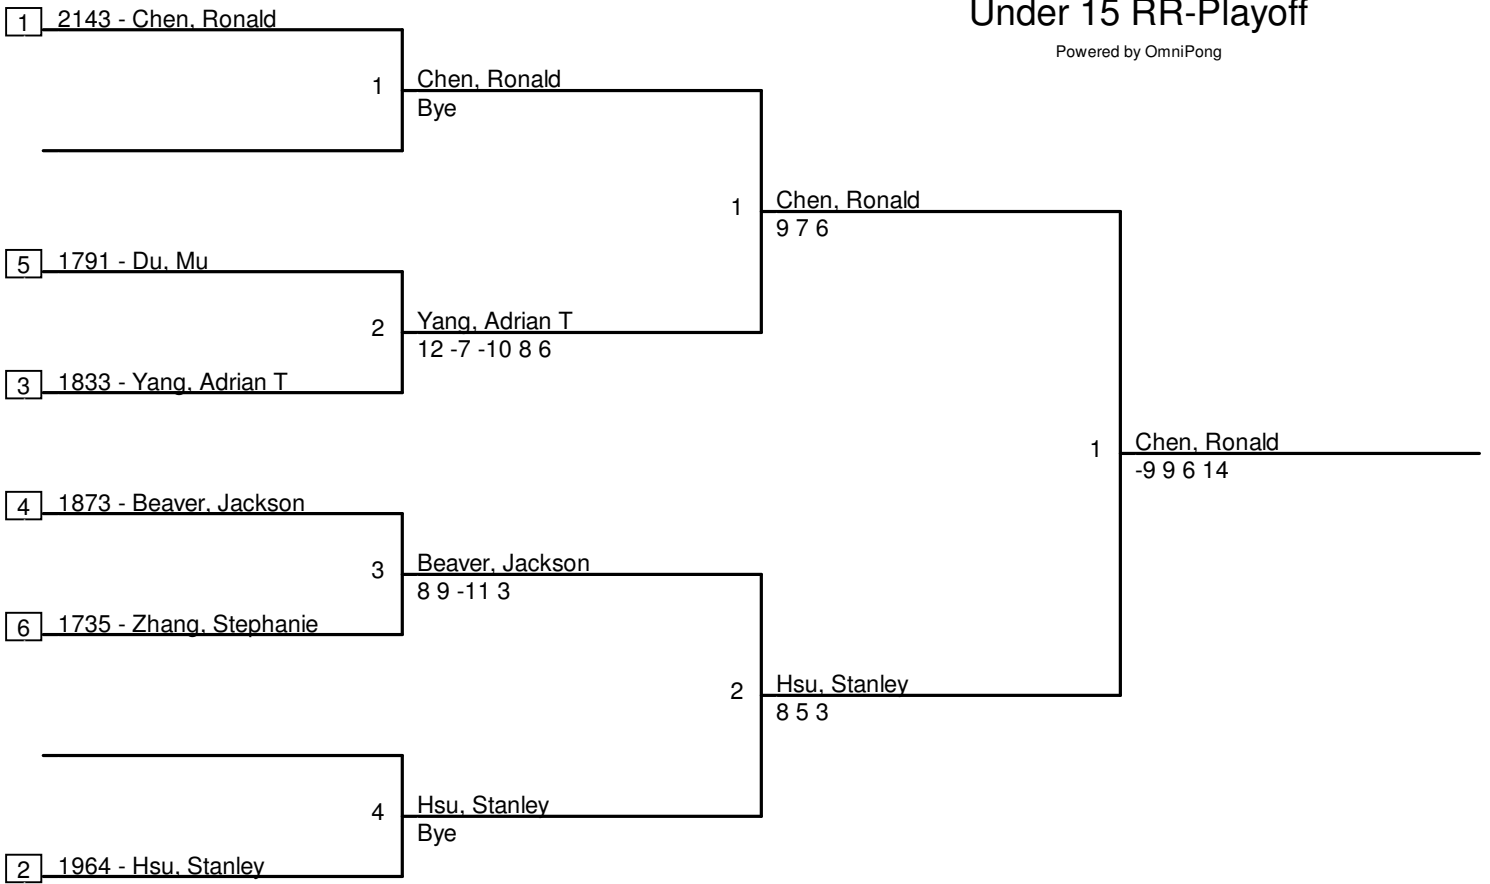 Under 15 RR-Playoff
Powered by OmniPong
1 2143 - Chen, Ronald
1 Chen, Ronald
Bye
1 Chen, Ronald
9 7 6
5 1791 - Du, Mu
2 Yang, Adrian T
12 -7 -10 8 6
3 1833 - Yang, Adrian T
1 Chen, Ronald
-9 9 6 14
4 1873 - Beaver, Jackson
3 Beaver, Jackson
8 9 -11 3
6 1735 - Zhang, Stephanie
2 Hsu, Stanley
8 5 3
4 Hsu, Stanley
Bye
2 1964 - Hsu, Stanley